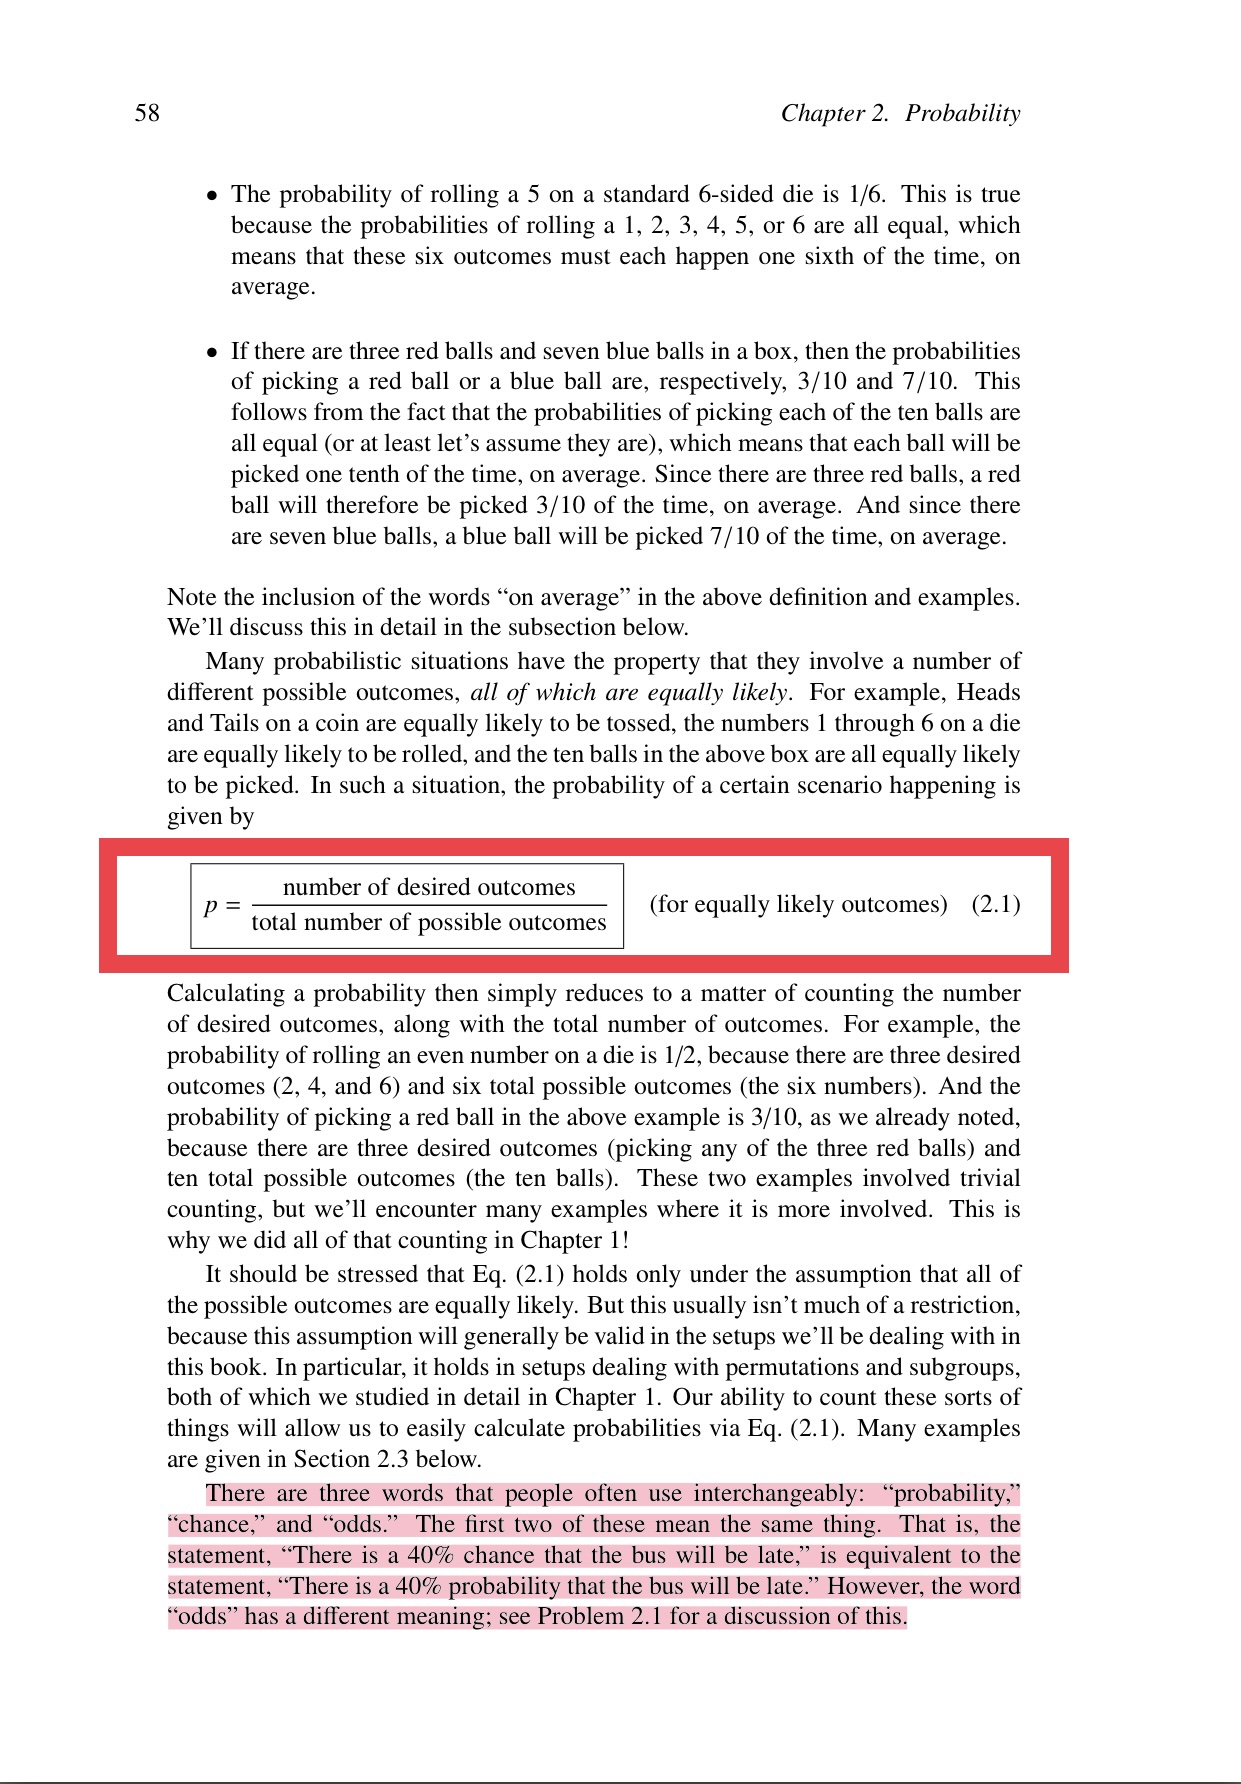 58
Chapter 2. Probability
• The probability of rolling a 5 on a standard 6-sided die is 1/6. This is true
because the probabilities of rolling a 1, 2, 3, 4, 5, or 6 are all equal, which
means that these six outcomes must each happen one sixth of the time, on
average.
• If there are three red balls and seven blue balls in a box, then the probabilities
of picking a red ball or a blue ball are, respectively, 3/10 and 7/10. This
follows from the fact that the probabilities of picking each of the ten balls are
all equal (or at least let’s assume they are), which means that each ball will be
picked one tenth of the time, on average. Since there are three red balls, a red
ball will therefore be picked 3/10 of the time, on average. And since there
are seven blue balls, a blue ball will be picked 7/10 of the time, on average.
Note the inclusion of the words “on average” in the above definition and examples.
We’ll discuss this in detail in the subsection below.
Many probabilistic situations have the property that they involve a number of
different possible outcomes, all of which are equally likely. For example, Heads
and Tails on a coin are equally likely to be tossed, the numbers 1 through 6 on a die
are equally likely to be rolled, and the ten balls in the above box are all equally likely
to be picked. In such a situation, the probability of a certain scenario happening is
given by
p = number of desired outcomes / total number of possible outcomes (for equally likely outcomes) (2.1)
Calculating a probability then simply reduces to a matter of counting the number
of desired outcomes, along with the total number of outcomes. For example, the
probability of rolling an even number on a die is 1/2, because there are three desired
outcomes (2, 4, and 6) and six total possible outcomes (the six numbers). And the
probability of picking a red ball in the above example is 3/10, as we already noted,
because there are three desired outcomes (picking any of the three red balls) and
ten total possible outcomes (the ten balls). These two examples involved trivial
counting, but we’ll encounter many examples where it is more involved. This is
why we did all of that counting in Chapter 1!
It should be stressed that Eq. (2.1) holds only under the assumption that all of
the possible outcomes are equally likely. But this usually isn’t much of a restriction,
because this assumption will generally be valid in the setups we’ll be dealing with in
this book. In particular, it holds in setups dealing with permutations and subgroups,
both of which we studied in detail in Chapter 1. Our ability to count these sorts of
things will allow us to easily calculate probabilities via Eq. (2.1). Many examples
are given in Section 2.3 below.
There are three words that people often use interchangeably: “probability,”
“chance,” and “odds.” The first two of these mean the same thing. That is, the
statement, “There is a 40% chance that the bus will be late,” is equivalent to the
statement, “There is a 40% probability that the bus will be late.” However, the word
“odds” has a different meaning; see Problem 2.1 for a discussion of this.